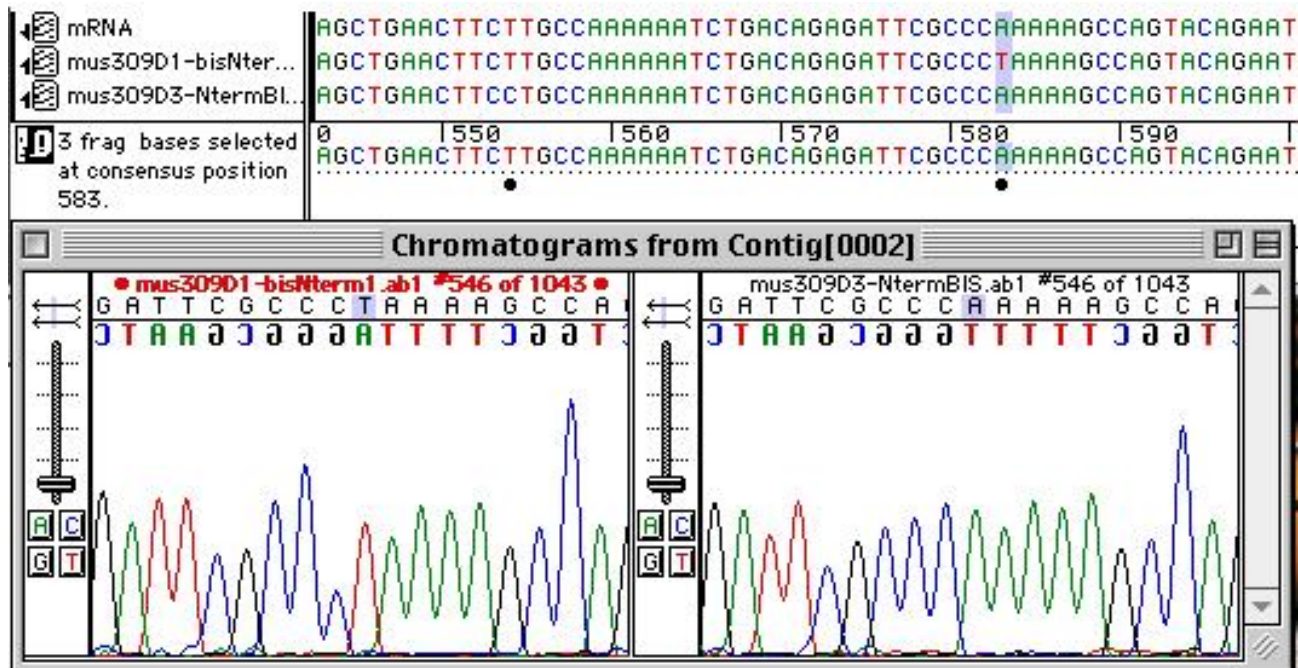 mRNA AGCTGAACTTCTTGCCAAAAAATCTGACAGAGATTCGCCCAAAAAGCCAGTACAGAAT
mus309D1-bisNter... AGCTGAACTTCTTGCCAAAAAATCTGACAGAGATTCGCCCTAAAAGCCAGTACAGAAT
mus309D3-NtermBI... AGCTGAACTTCCTGCCAAAAAATCTGACAGAGATTCGCCCAAAAAGCCAGTACAGAAT
3 frag bases selected
at consensus position
583.
0 550 560 570 580 590
AGCTGAACTTCTTGCCAAAAAATCTGACAGAGATTCGCCCAAAAAGCCAGTACAGAAT
Chromatograms from Contig[0002]
mus309D1-bisNterm1.ab1 #546 of 1043
G A T T C G C C C T A A A A G C C A
C T A A G C G G G A T T T T C G G T
A C
G T
mus309D3-NtermBIS.ab1 #546 of 1043
G A T T C G C C C A A A A A G C C A
C T A A G C G G G T T T T T C G G T
A C
G T